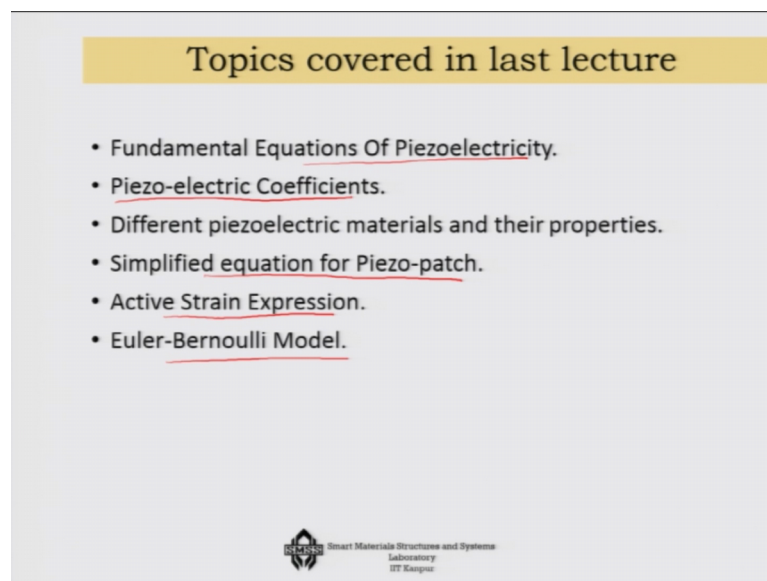 Topics covered in last lecture
• Fundamental Equations Of Piezoelectricity.
• Piezo-electric Coefficients.
• Different piezoelectric materials and their properties.
• Simplified equation for Piezo-patch.
• Active Strain Expression.
• Euler-Bernoulli Model.
SMSS
Smart Materials Structures and Systems
Laboratory
IIT Kanpur